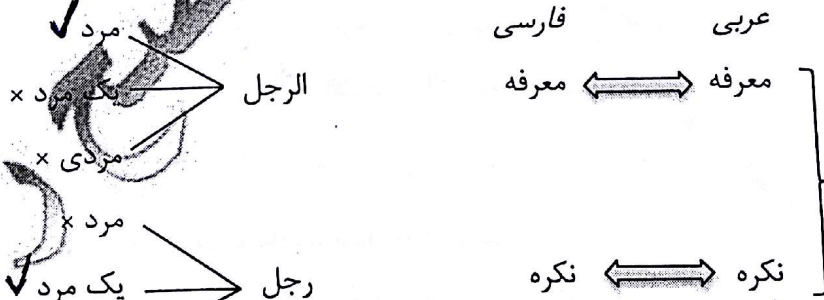 عربی فارسی
معرفه معرفه
الرجل
مرد ✓
یک مرد ×
مردی ×
نکره نکره
رجل
مرد ×
یک مرد ✓